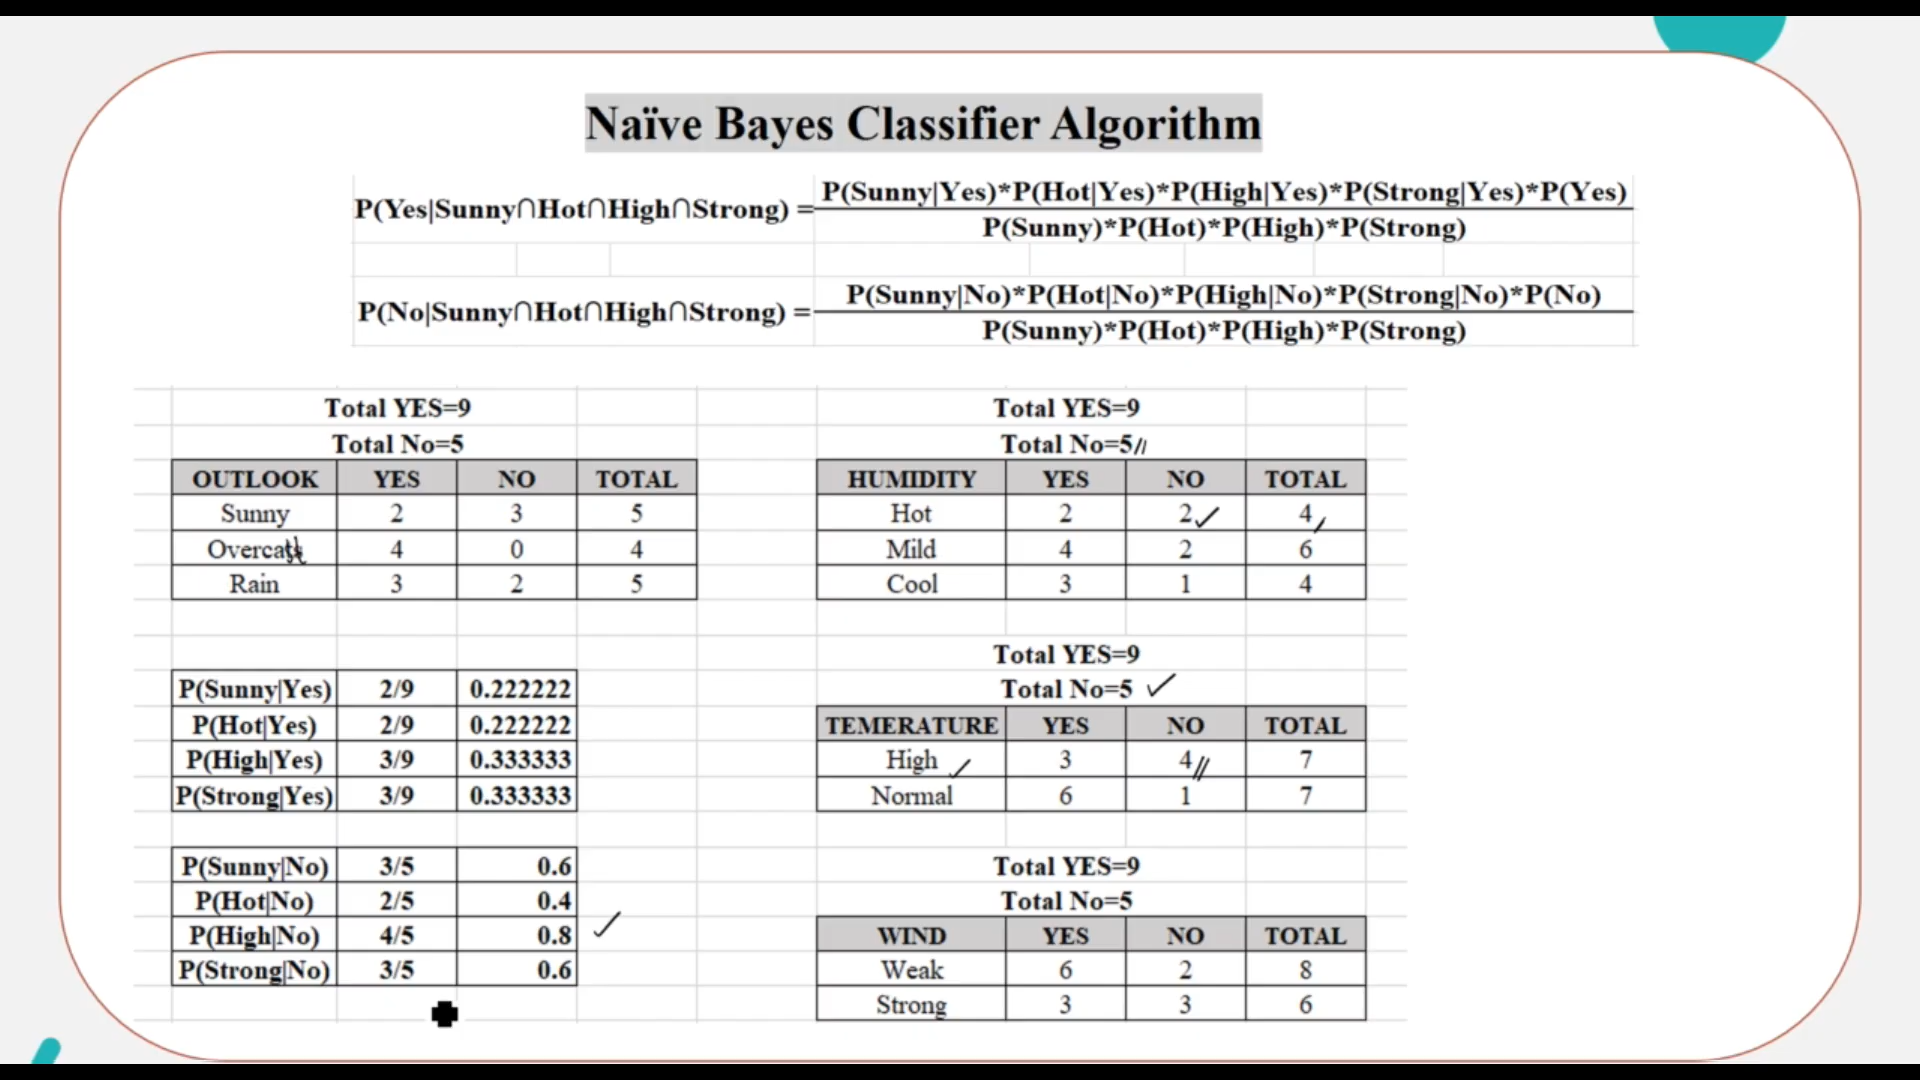 Naïve Bayes Classifier Algorithm
P(Yes|Sunny∩Hot∩High∩Strong) = P(Sunny|Yes)*P(Hot|Yes)*P(High|Yes)*P(Strong|Yes)*P(Yes)
P(Sunny)*P(Hot)*P(High)*P(Strong)
P(No|Sunny∩Hot∩High∩Strong) = P(Sunny|No)*P(Hot|No)*P(High|No)*P(Strong|No)*P(No)
P(Sunny)*P(Hot)*P(High)*P(Strong)
Total YES=9
Total No=5
OUTLOOK YES NO TOTAL
Sunny 2 3 5
Overcats 4 0 4
Rain 3 2 5
P(Sunny|Yes) 2/9 0.222222
P(Hot|Yes) 2/9 0.222222
P(High|Yes) 3/9 0.333333
P(Strong|Yes) 3/9 0.333333
P(Sunny|No) 3/5 0.6
P(Hot|No) 2/5 0.4
P(High|No) 4/5 0.8
P(Strong|No) 3/5 0.6
Total YES=9
Total No=5
HUMIDITY YES NO TOTAL
Hot 2 2 4
Mild 4 2 6
Cool 3 1 4
Total YES=9
Total No=5
TEMERATURE YES NO TOTAL
High 3 4 7
Normal 6 1 7
Total YES=9
Total No=5
WIND YES NO TOTAL
Weak 6 2 8
Strong 3 3 6